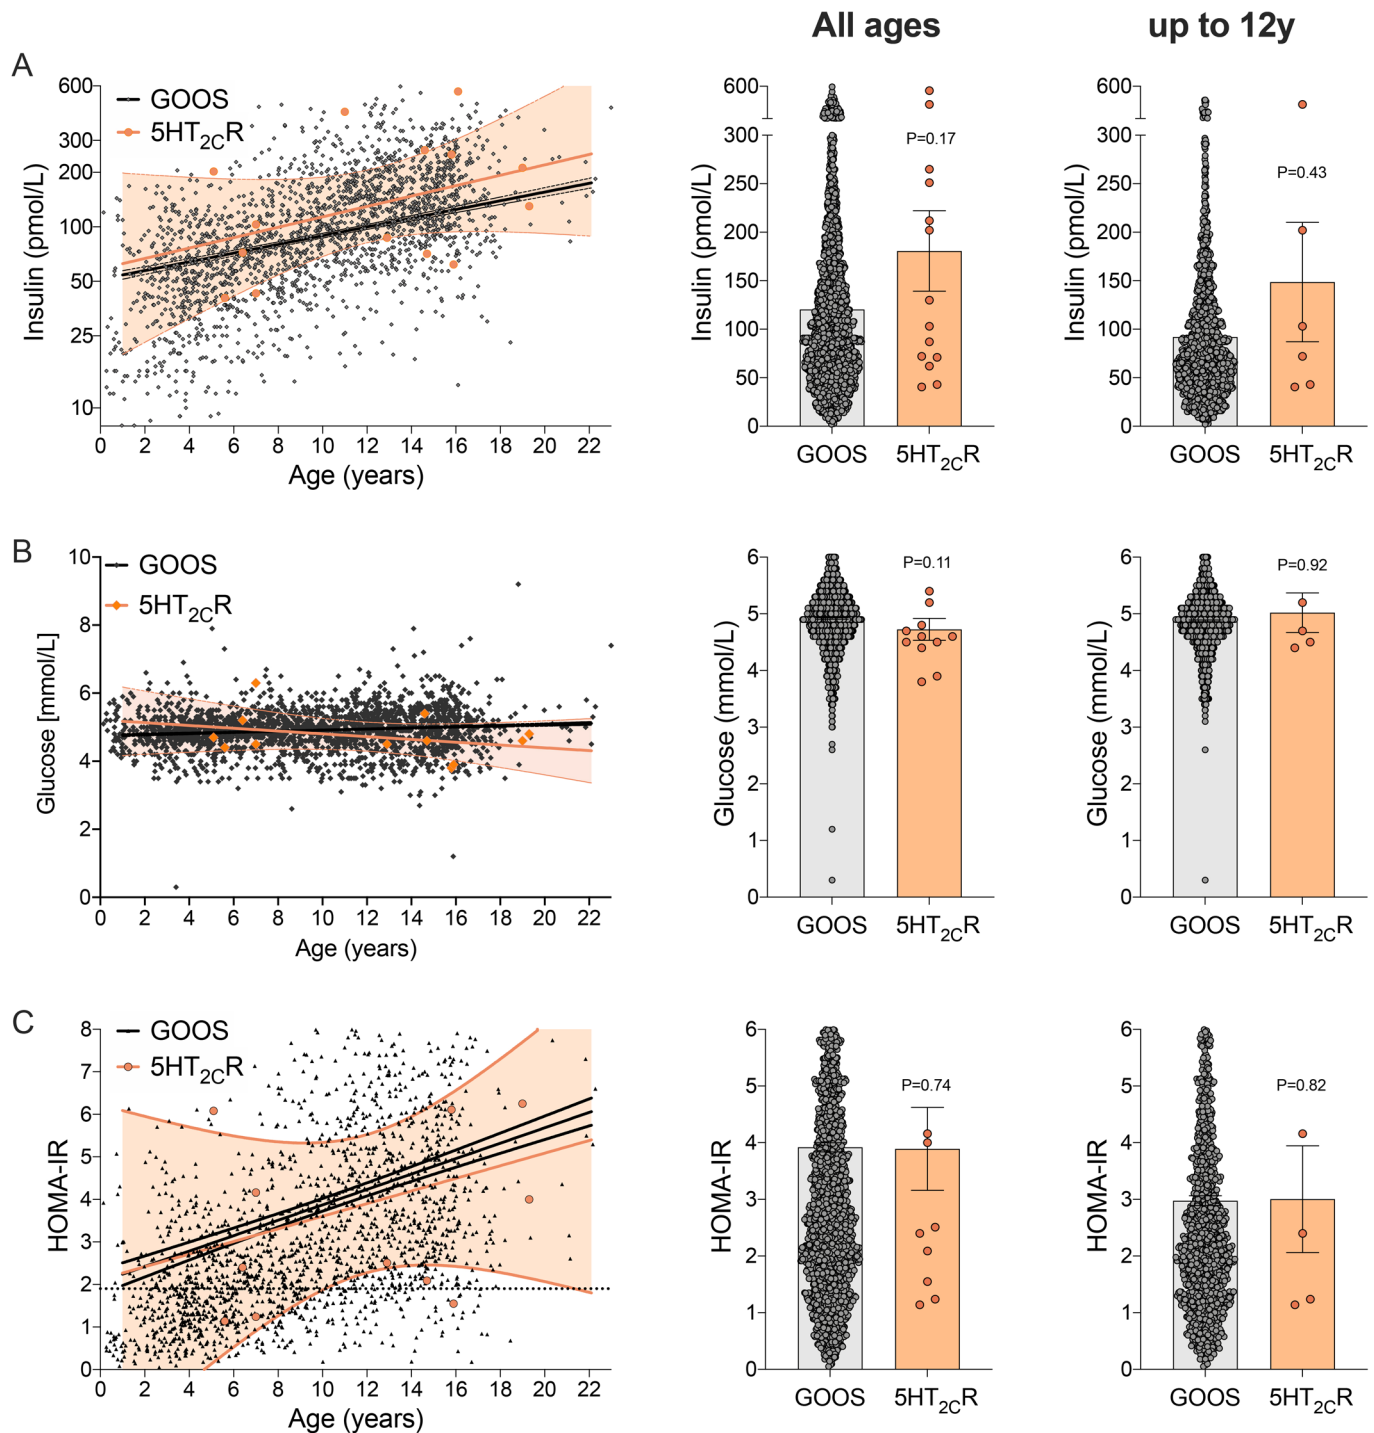 All ages
up to 12y
A
600
300
200
100
50
25
10
Insulin (pmol/L)
GOOS
5HT2CR
0 2 4 6 8 10 12 14 16 18 20 22
Age (years)
600
300
250
200
150
100
50
0
Insulin (pmol/L)
P=0.17
GOOS 5HT2CR
600
300
250
200
150
100
50
0
Insulin (pmol/L)
P=0.43
GOOS 5HT2CR
B
10
8
6
4
2
0
Glucose [mmol/L]
GOOS
5HT2CR
0 2 4 6 8 10 12 14 16 18 20 22
Age (years)
6
5
4
3
2
1
0
Glucose (mmol/L)
P=0.11
GOOS 5HT2CR
6
5
4
3
2
1
0
Glucose (mmol/L)
P=0.92
GOOS 5HT2CR
C
8
7
6
5
4
3
2
1
0
HOMA-IR
GOOS
5HT2CR
0 2 4 6 8 10 12 14 16 18 20 22
Age (years)
6
5
4
3
2
1
0
HOMA-IR
P=0.74
GOOS 5HT2CR
6
5
4
3
2
1
0
HOMA-IR
P=0.82
GOOS 5HT2CR